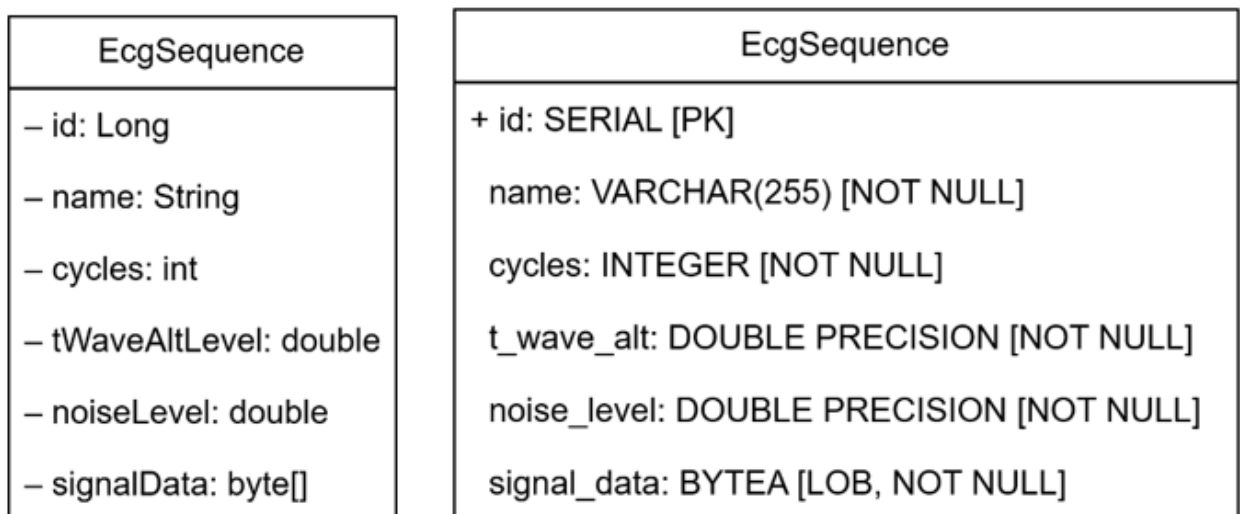 EcgSequence
– id: Long
– name: String
– cycles: int
– tWaveAltLevel: double
– noiseLevel: double
– signalData: byte[]
EcgSequence
+ id: SERIAL [PK]
name: VARCHAR(255) [NOT NULL]
cycles: INTEGER [NOT NULL]
t_wave_alt: DOUBLE PRECISION [NOT NULL]
noise_level: DOUBLE PRECISION [NOT NULL]
signal_data: BYTEA [LOB, NOT NULL]